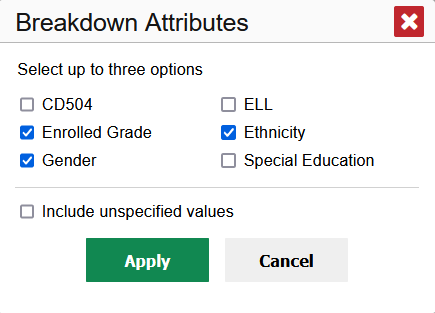 Breakdown Attributes
Select up to three options
CD504
ELL
Enrolled Grade
Ethnicity
Gender
Special Education
Include unspecified values
Apply
Cancel